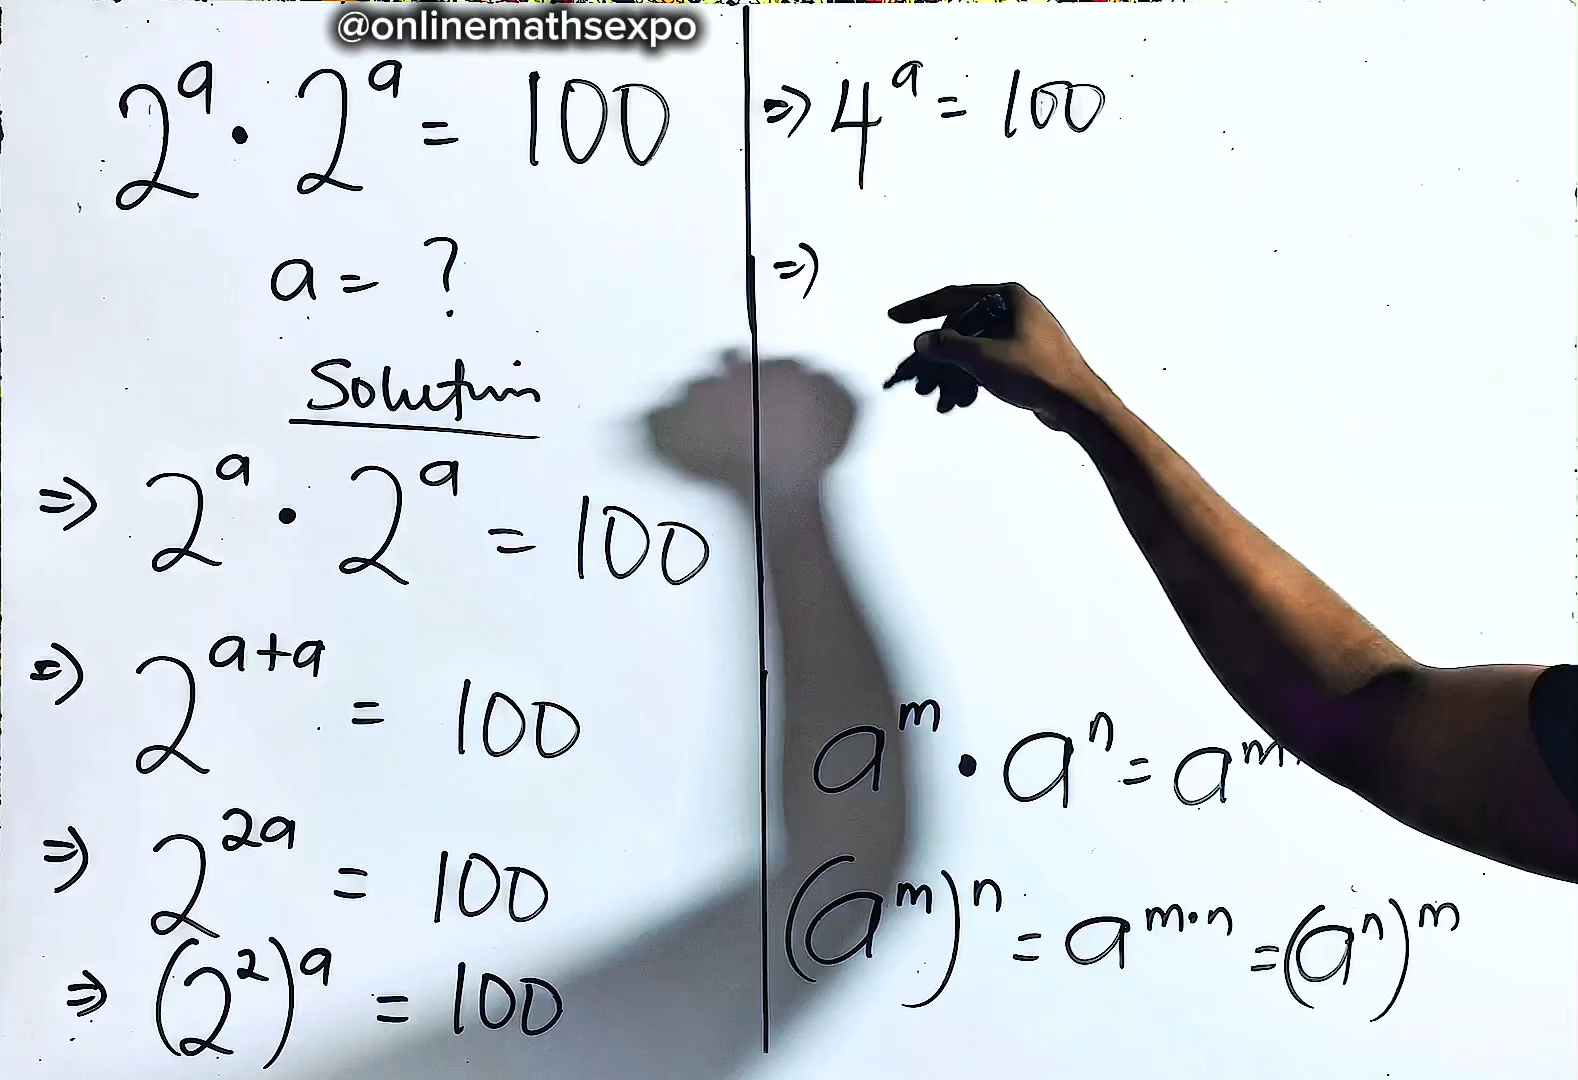 @onlinemathsexpo
2^a · 2^a = 100
a = ?
Solution
⇒ 2^a · 2^a = 100
⇒ 2^(a+a) = 100
⇒ 2^(2a) = 100
⇒ (2^2)^a = 100
⇒ 4^a = 100
⇒
a^m · a^n = a^m
(a^m)^n = a^(m·n) = (a^n)^m